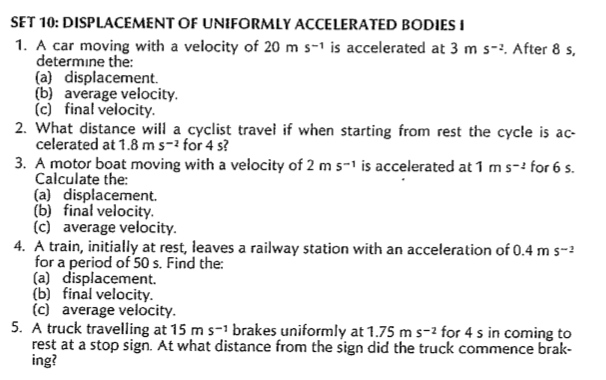 SET 10: DISPLACEMENT OF UNIFORMLY ACCELERATED BODIES I
1. A car moving with a velocity of 20 m s⁻¹ is accelerated at 3 m s⁻². After 8 s,
determine the:
(a) displacement.
(b) average velocity.
(c) final velocity.
2. What distance will a cyclist travel if when starting from rest the cycle is ac-
celerated at 1.8 m s⁻² for 4 s?
3. A motor boat moving with a velocity of 2 m s⁻¹ is accelerated at 1 m s⁻² for 6 s.
Calculate the:
(a) displacement.
(b) final velocity.
(c) average velocity.
4. A train, initially at rest, leaves a railway station with an acceleration of 0.4 m s⁻²
for a period of 50 s. Find the:
(a) displacement.
(b) final velocity.
(c) average velocity.
5. A truck travelling at 15 m s⁻¹ brakes uniformly at 1.75 m s⁻² for 4 s in coming to
rest at a stop sign. At what distance from the sign did the truck commence brak-
ing?